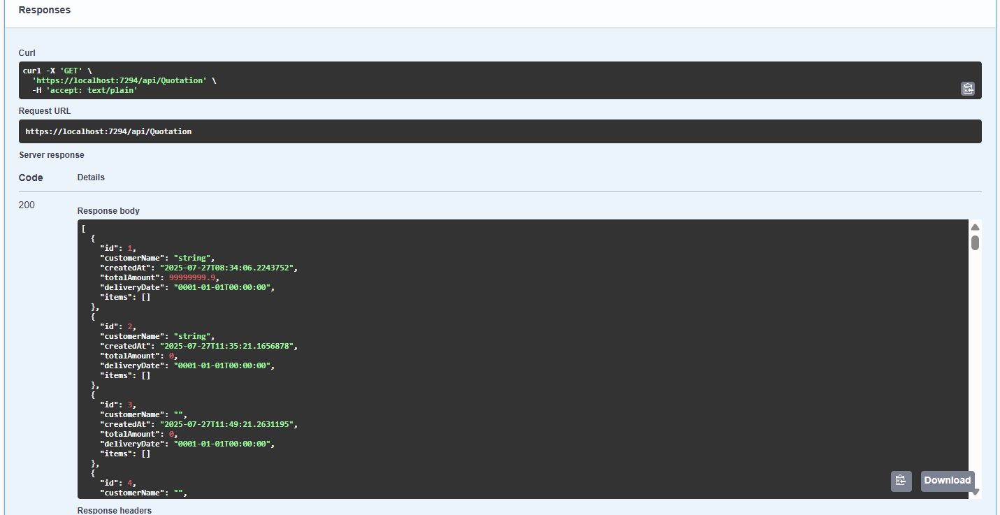 Responses
Curl
curl -X 'GET' \
  'https://localhost:7294/api/Quotation' \
  -H 'accept: text/plain'
Request URL
https://localhost:7294/api/Quotation
Server response
Code Details
200
Response body
[
  {
    "id": 1,
    "customerName": "string",
    "createdAt": "2025-07-27T08:34:06.2243752",
    "totalAmount": 99999999.9,
    "deliveryDate": "0001-01-01T00:00:00",
    "items": []
  },
  {
    "id": 2,
    "customerName": "string",
    "createdAt": "2025-07-27T11:35:21.1656878",
    "totalAmount": 0,
    "deliveryDate": "0001-01-01T00:00:00",
    "items": []
  },
  {
    "id": 3,
    "customerName": "",
    "createdAt": "2025-07-27T11:49:21.2631195",
    "totalAmount": 0,
    "deliveryDate": "0001-01-01T00:00:00",
    "items": []
  },
  {
    "id": 4,
    "customerName": "",
Download
Response headers